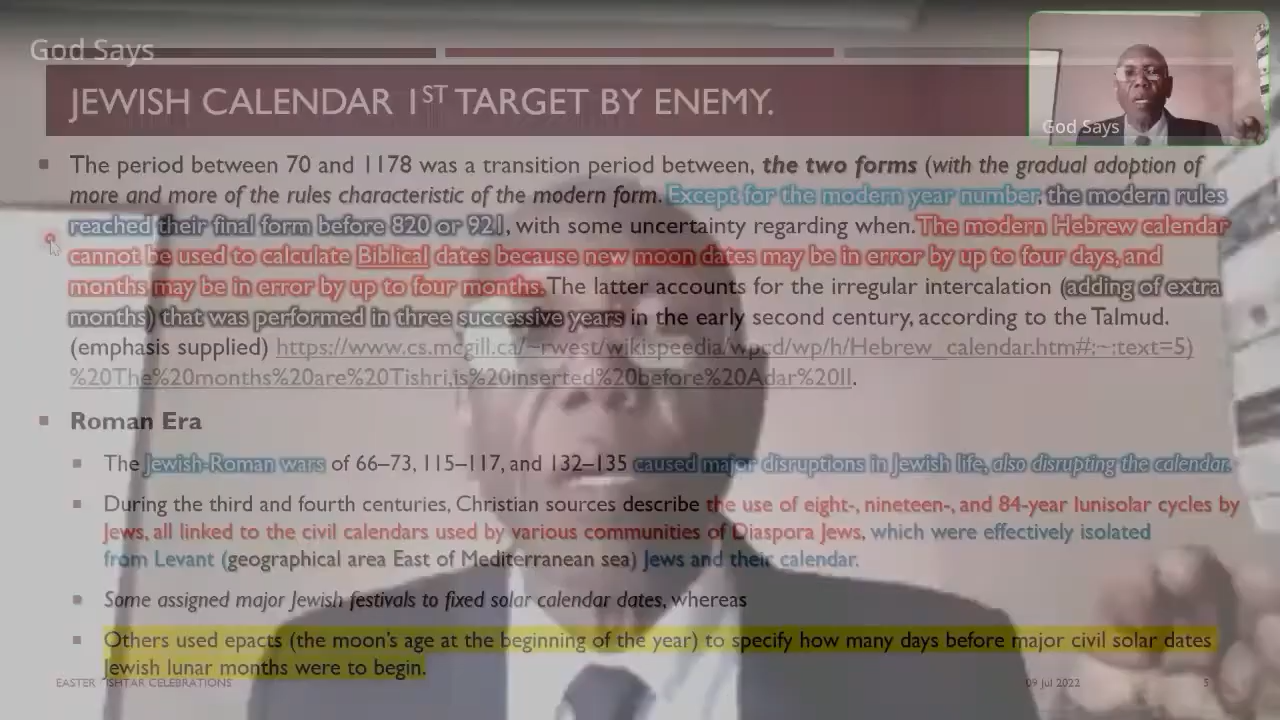 God Says
God Says
JEWISH CALENDAR 1ST TARGET BY ENEMY.
The period between 70 and 1178 was a transition period between, the two forms (with the gradual adoption of
more and more of the rules characteristic of the modern form. Except for the modern year number, the modern rules
reached their final form before 820 or 921, with some uncertainty regarding when. The modern Hebrew calendar
cannot be used to calculate Biblical dates because new moon dates may be in error by up to four days, and
months may be in error by up to four months. The latter accounts for the irregular intercalation (adding of extra
months) that was performed in three successive years in the early second century, according to the Talmud.
(emphasis supplied) https://www.cs.mcgill.ca/~rwest/wikispeedia/wpcd/wp/h/Hebrew_calendar.htm#:~:text=5)
%20The%20months%20are%20Tishri,is%20inserted%20before%20Adar%20II.
Roman Era
The Jewish-Roman wars of 66–73, 115–117, and 132–135 caused major disruptions in Jewish life, also disrupting the calendar.
During the third and fourth centuries, Christian sources describe the use of eight-, nineteen-, and 84-year lunisolar cycles by
Jews, all linked to the civil calendars used by various communities of Diaspora Jews, which were effectively isolated
from Levant (geographical area East of Mediterranean sea) Jews and their calendar.
Some assigned major Jewish festivals to fixed solar calendar dates, whereas
Others used epacts (the moon's age at the beginning of the year) to specify how many days before major civil solar dates
Jewish lunar months were to begin.
EASTER "ISHTAR CELEBRATIONS
09 Jul 2022
5